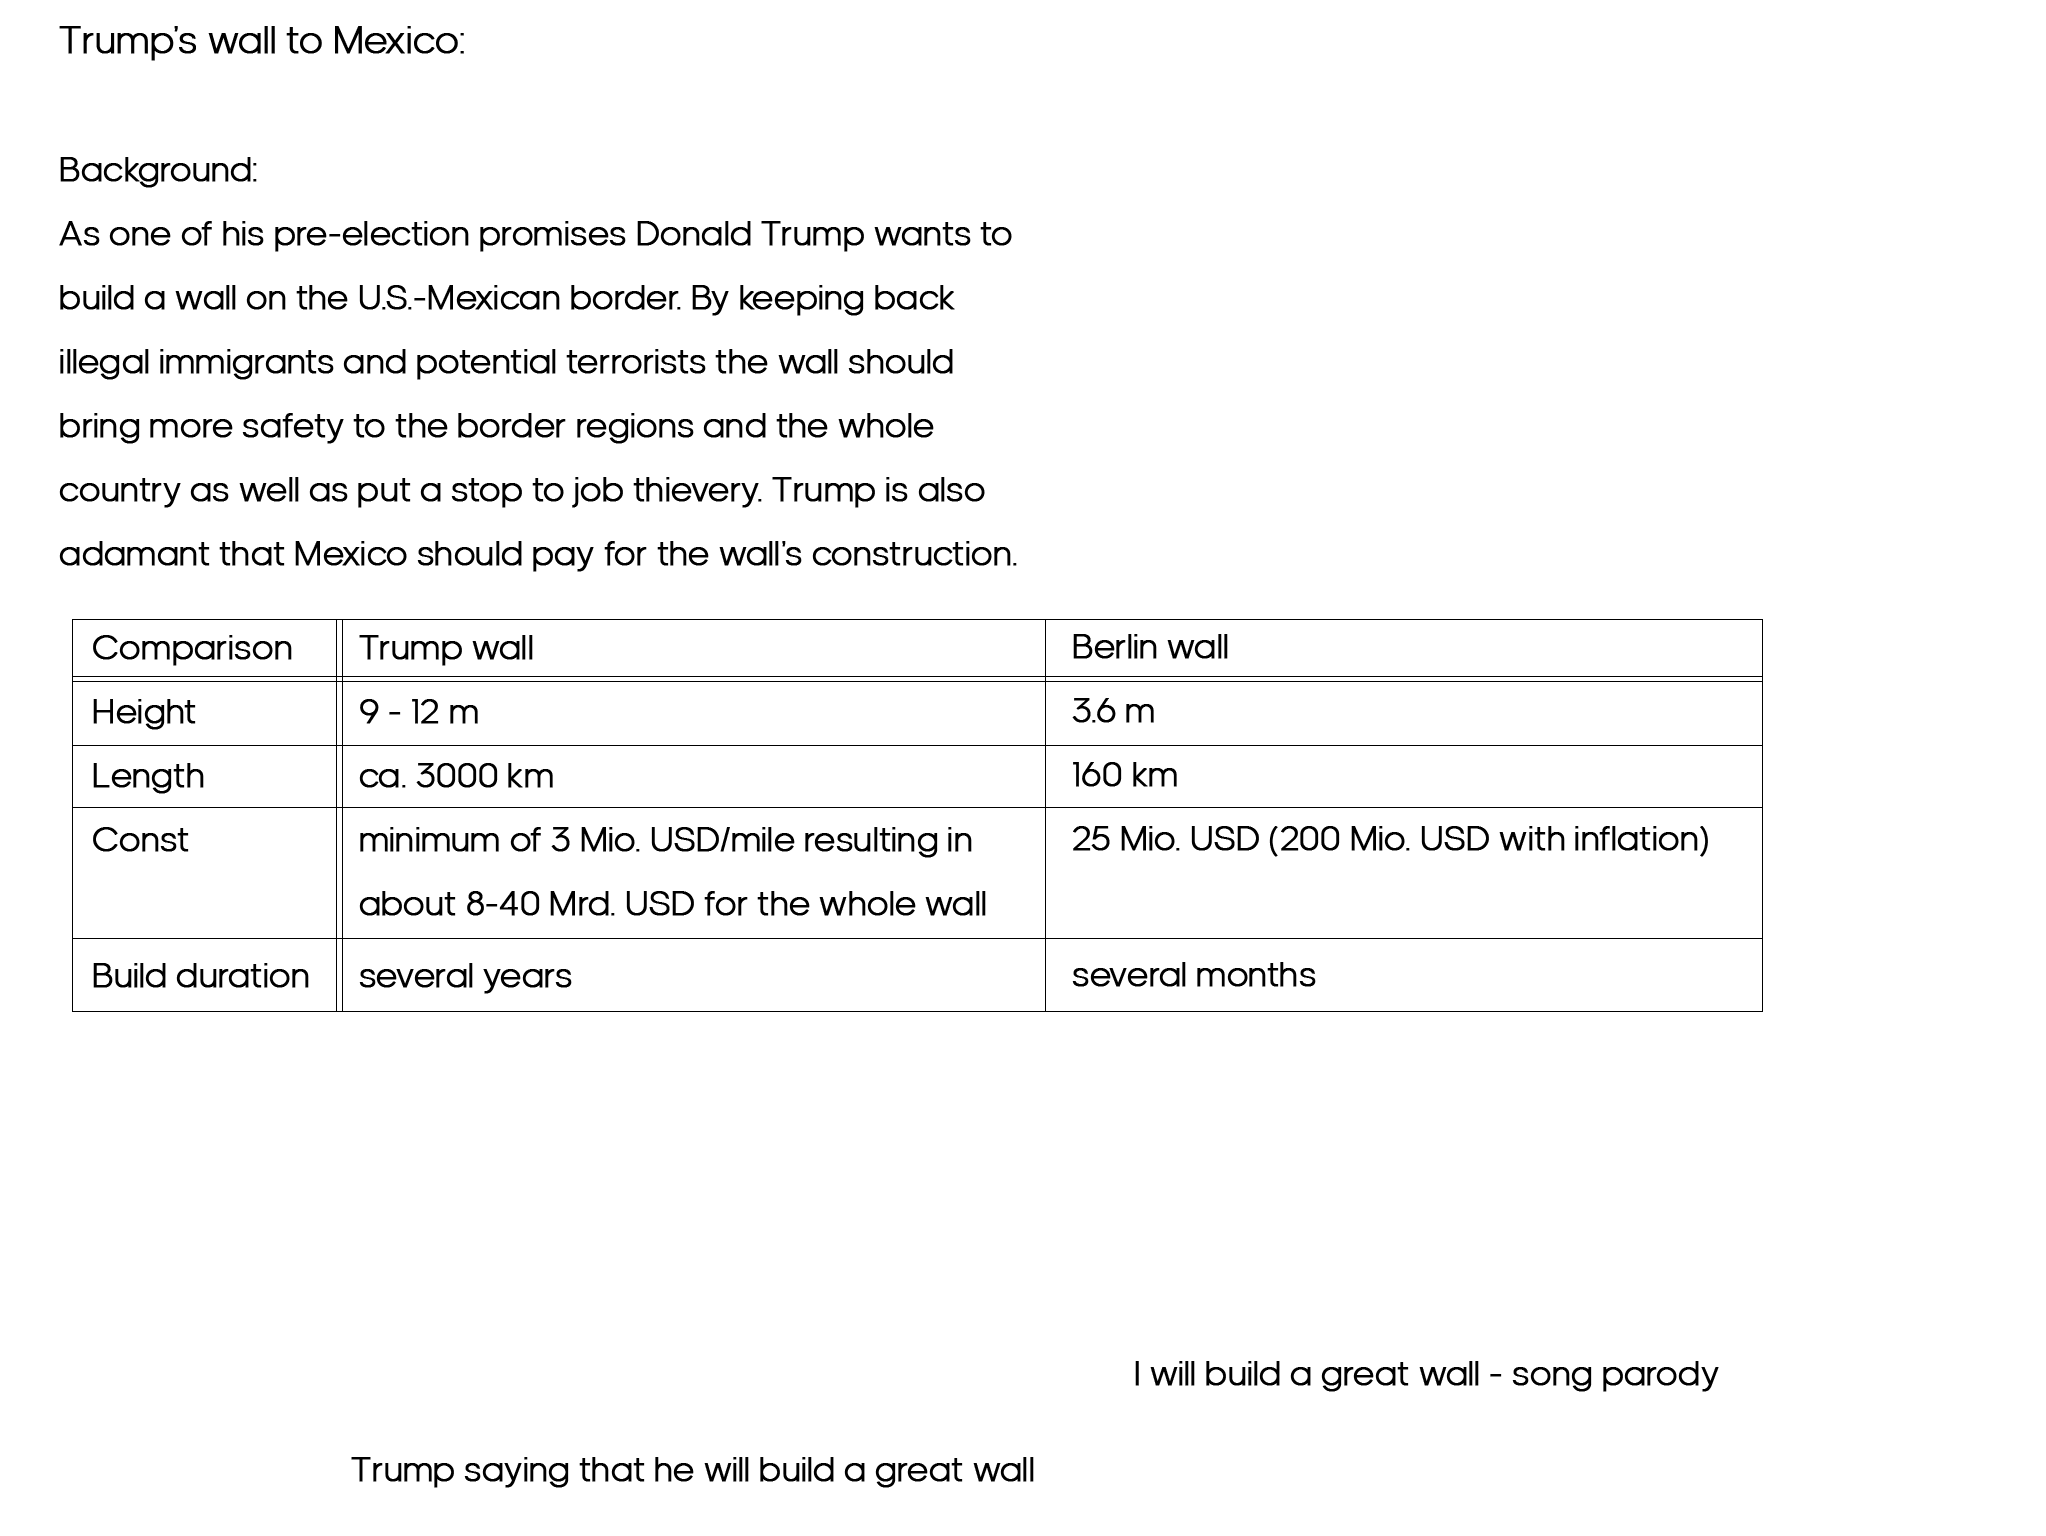 Trump's wall to Mexico:
Background:
As one of his pre-election promises Donald Trump wants to
build a wall on the U.S.-Mexican border. By keeping back
illegal immigrants and potential terrorists the wall should
bring more safety to the border regions and the whole
country as well as put a stop to job thievery. Trump is also
adamant that Mexico should pay for the wall's construction.
Comparison Trump wall Berlin wall
Height 9 - 12 m 3.6 m
Length ca. 3000 km 160 km
Const minimum of 3 Mio. USD/mile resulting in 25 Mio. USD (200 Mio. USD with inflation)
about 8-40 Mrd. USD for the whole wall
Build duration several years several months
I will build a great wall - song parody
Trump saying that he will build a great wall